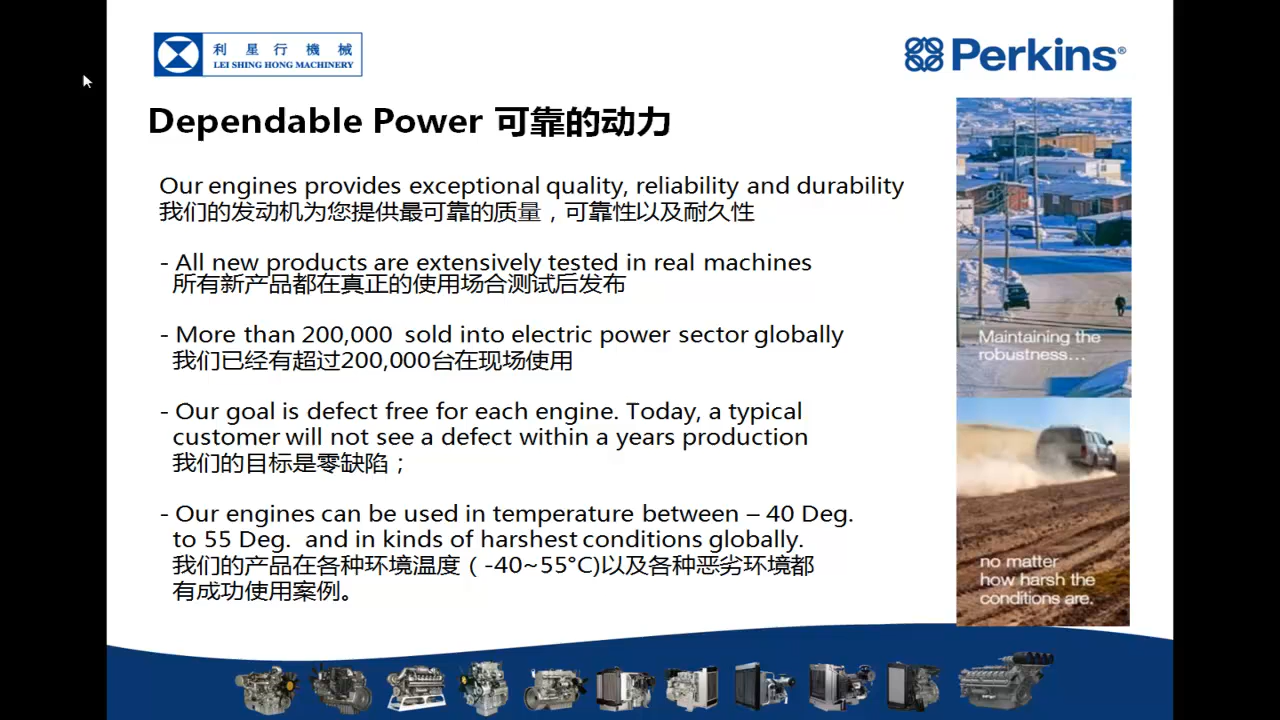 利星行機械
LEI SHING HONG MACHINERY
Perkins®
Dependable Power 可靠的动力
Our engines provides exceptional quality, reliability and durability
我们的发动机为您提供最可靠的质量，可靠性以及耐久性
- All new products are extensively tested in real machines
所有新产品都在真正的使用场合测试后发布
- More than 200,000 sold into electric power sector globally
我们已经有超过200,000台在现场使用
- Our goal is defect free for each engine. Today, a typical
customer will not see a defect within a years production
我们的目标是零缺陷；
- Our engines can be used in temperature between – 40 Deg.
to 55 Deg. and in kinds of harshest conditions globally.
我们的产品在各种环境温度（-40~55°C)以及各种恶劣环境都
有成功使用案例。
Maintaining the
robustness...
no matter
how harsh the
conditions are.